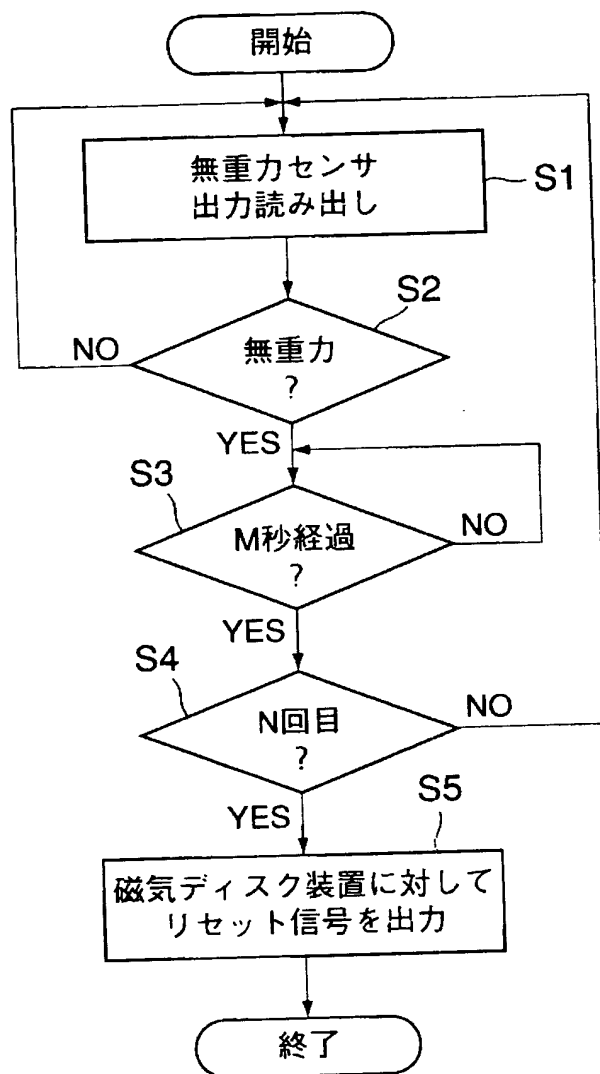 開始
無重力センサ
出力読み出し
S1
S2
無重力
?
NO
YES
S3
M秒経過
?
NO
YES
S4
N回目
?
NO
YES
S5
磁気ディスク装置に対して
リセット信号を出力
終了